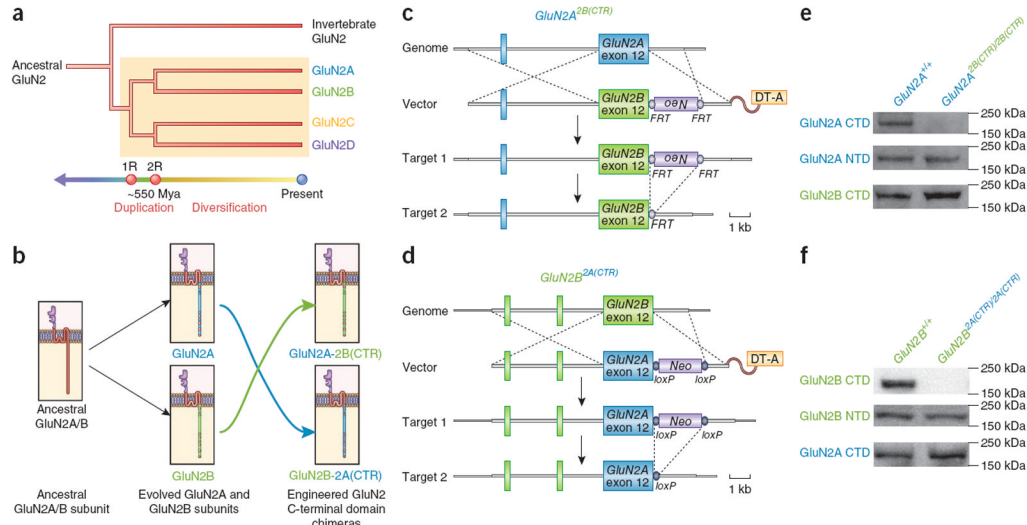 a
Invertebrate
GluN2
Ancestral
GluN2
GluN2A
GluN2B
GluN2C
GluN2D
1R 2R
~550 Mya
Present
Duplication Diversification
b
Ancestral
GluN2A/B
GluN2A
GluN2B
GluN2A-2B(CTR)
GluN2B-2A(CTR)
Ancestral
GluN2A/B subunit
Evolved GluN2A and
GluN2B subunits
Engineered GluN2
C-terminal domain
chimeras
c
GluN2A2B(CTR)
Genome
GluN2A
exon 12
Vector
GluN2B
exon 12
Neo
FRT FRT
DT-A
Target 1
GluN2B
exon 12
Neo
FRT FRT
Target 2
GluN2B
exon 12
FRT
1 kb
d
GluN2B2A(CTR)
Genome
GluN2B
exon 12
Vector
GluN2A
exon 12
Neo
loxP loxP
DT-A
Target 1
GluN2A
exon 12
Neo
loxP loxP
Target 2
GluN2A
exon 12
loxP
1 kb
e
GluN2A+/+
GluN2A2B(CTR)/2B(CTR)
GluN2A CTD
250 kDa
150 kDa
GluN2A NTD
250 kDa
150 kDa
GluN2B CTD
250 kDa
150 kDa
f
GluN2B+/+
GluN2B2A(CTR)/2A(CTR)
GluN2B CTD
250 kDa
150 kDa
GluN2B NTD
250 kDa
150 kDa
GluN2A CTD
250 kDa
150 kDa